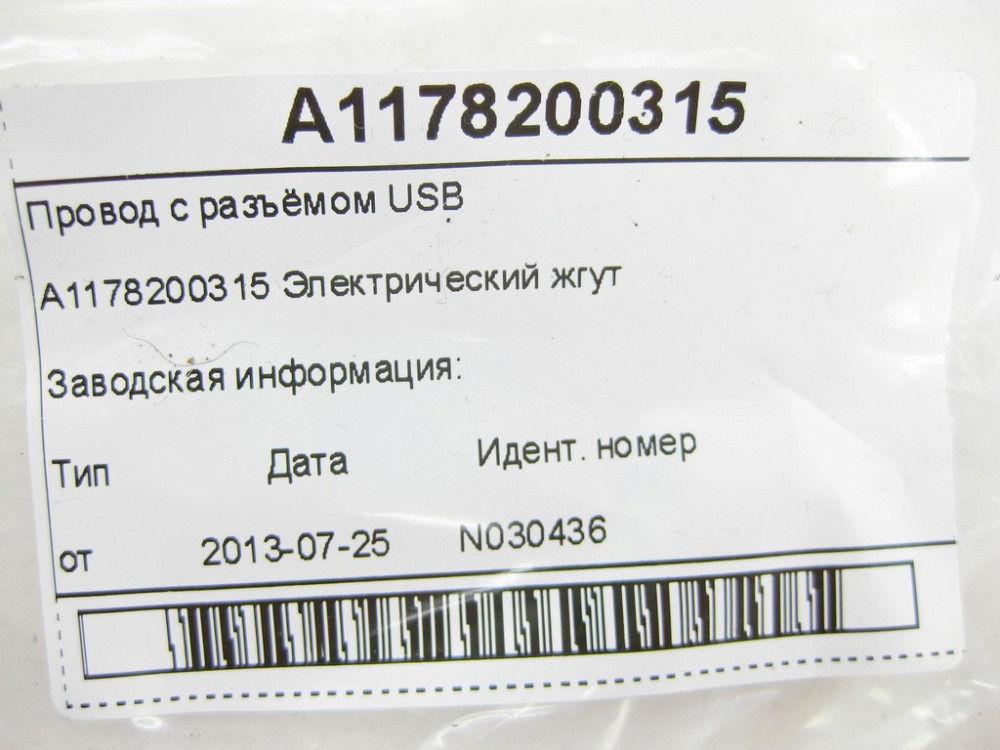 A1178200315
Провод с разъёмом USB
A1178200315 Электрический жгут
Заводская информация:
Тип Дата Идент. номер
от 2013-07-25 N030436